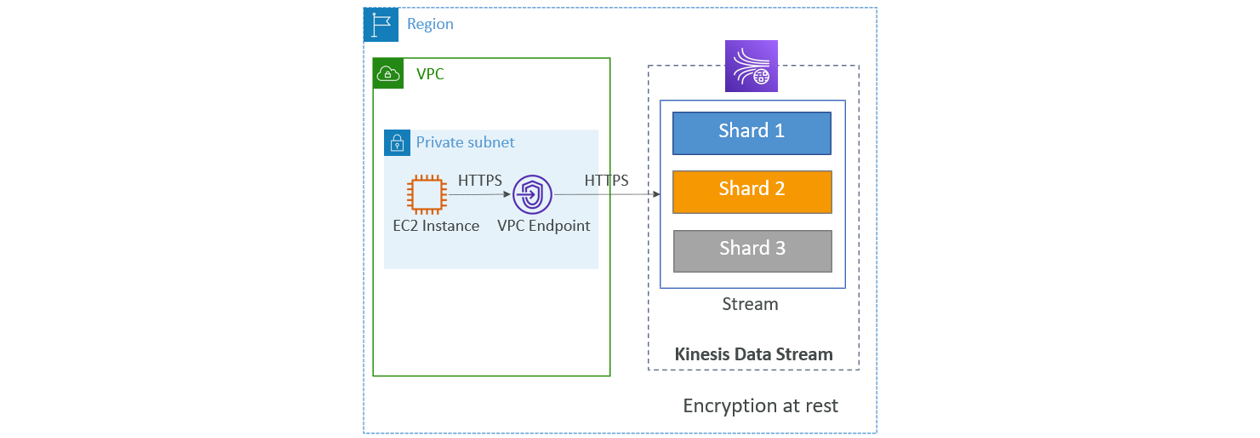 Region
VPC
Private subnet
HTTPS
HTTPS
EC2 Instance
VPC Endpoint
Shard 1
Shard 2
Shard 3
Stream
Kinesis Data Stream
Encryption at rest